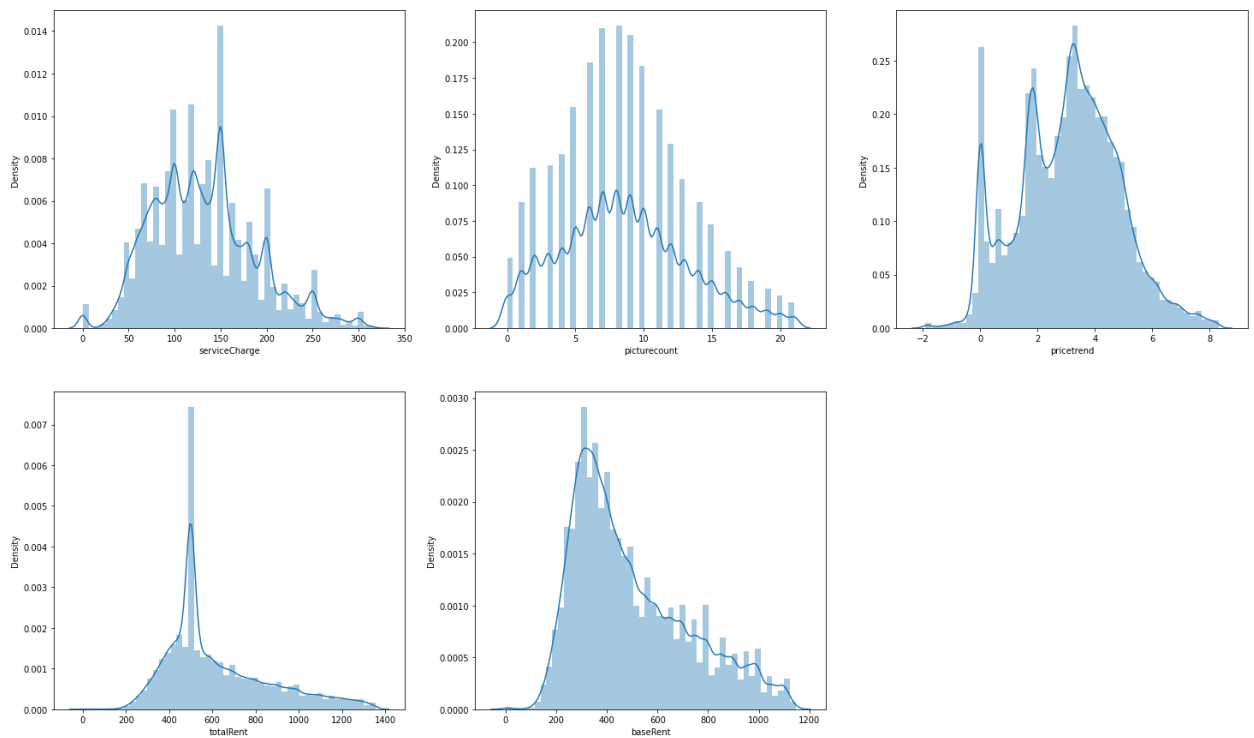 0.014
0.012
0.010
0.008
0.006
0.004
0.002
0.000
Density
0 50 100 150 200 250 300 350
serviceCharge
0.200
0.175
0.150
0.125
0.100
0.075
0.050
0.025
0.000
Density
0 5 10 15 20
picturecount
0.25
0.20
0.15
0.10
0.05
0.00
Density
−2 0 2 4 6 8
pricetrend
0.007
0.006
0.005
0.004
0.003
0.002
0.001
0.000
Density
0 200 400 600 800 1000 1200 1400
totalRent
0.0030
0.0025
0.0020
0.0015
0.0010
0.0005
0.0000
Density
0 200 400 600 800 1000 1200
baseRent